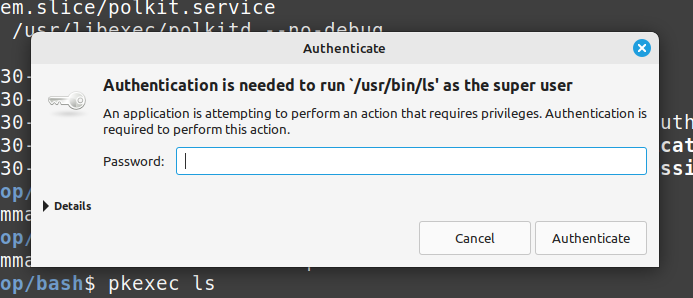 em.slice/polkit.service
/usr/libexec/polkitd --no-debug
Authenticate
Authentication is needed to run `/usr/bin/ls' as the super user
An application is attempting to perform an action that requires privileges. Authentication is
required to perform this action.
Password:
Details
Cancel
Authenticate
30-
30-
30-
uth
30-
cat
30-
ssi
op/
mma
op/
mma
op/bash$ pkexec ls